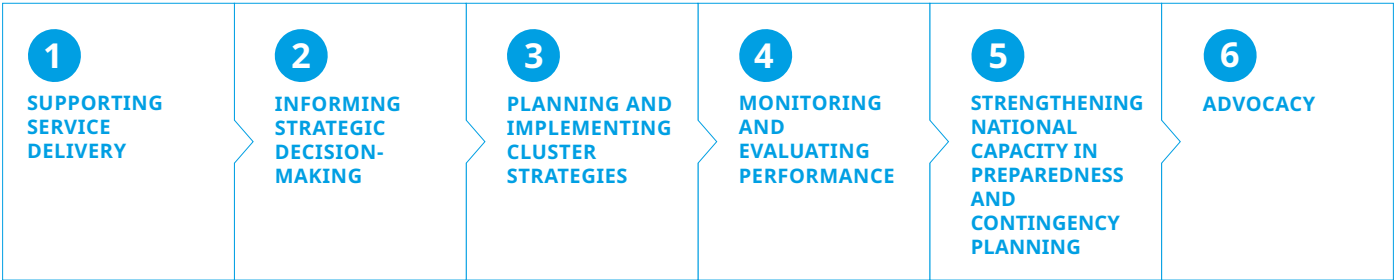 1
SUPPORTING
SERVICE
DELIVERY
2
INFORMING
STRATEGIC
DECISION-
MAKING
3
PLANNING AND
IMPLEMENTING
CLUSTER
STRATEGIES
4
MONITORING
AND
EVALUATING
PERFORMANCE
5
STRENGTHENING
NATIONAL
CAPACITY IN
PREPAREDNESS
AND
CONTINGENCY
PLANNING
6
ADVOCACY